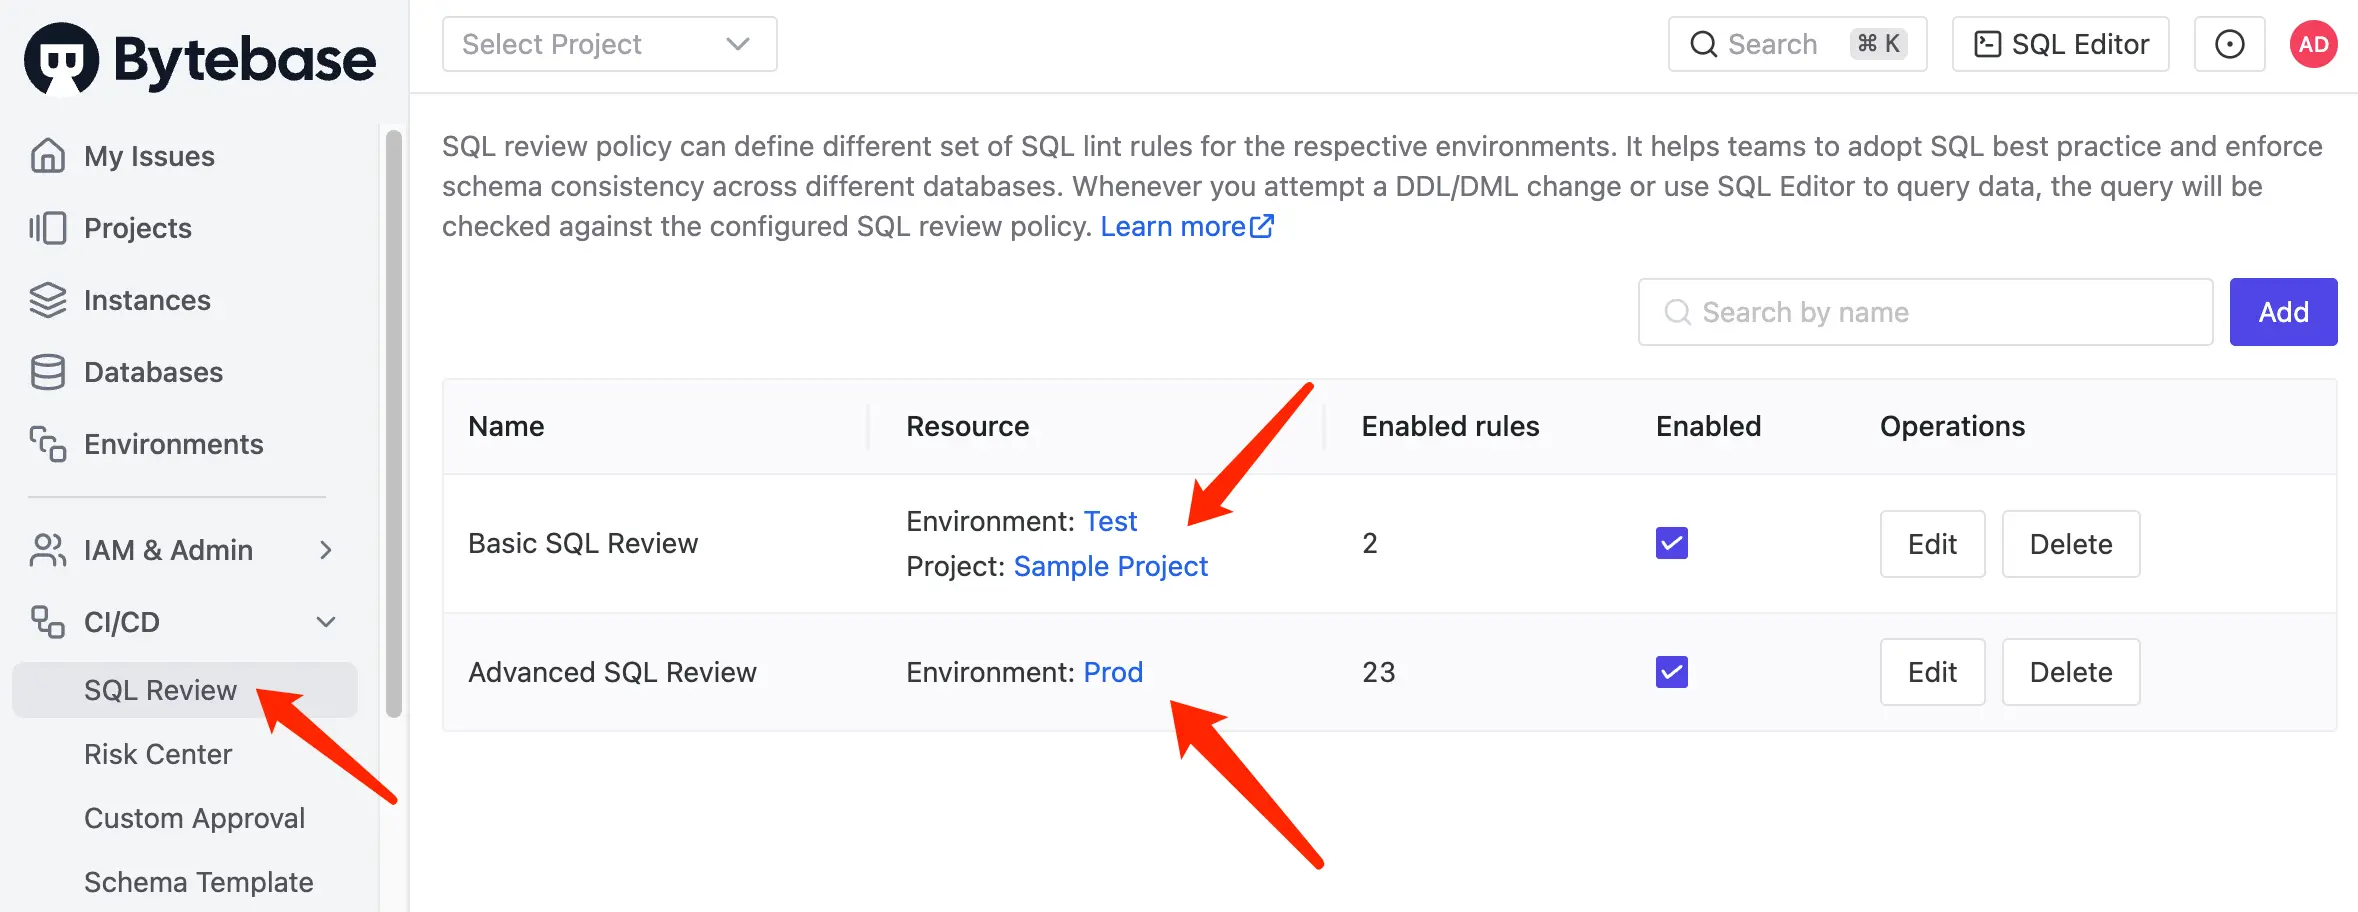 Bytebase
Select Project
Search ⌘ K
SQL Editor
AD
My Issues
Projects
Instances
Databases
Environments
IAM & Admin
CI/CD
SQL Review
Risk Center
Custom Approval
Schema Template
SQL review policy can define different set of SQL lint rules for the respective environments. It helps teams to adopt SQL best practice and enforce
schema consistency across different databases. Whenever you attempt a DDL/DML change or use SQL Editor to query data, the query will be
checked against the configured SQL review policy. Learn more
Search by name
Add
Name Resource Enabled rules Enabled Operations
Basic SQL Review
Environment: Test
Project: Sample Project
2
Edit Delete
Advanced SQL Review Environment: Prod 23 Edit Delete